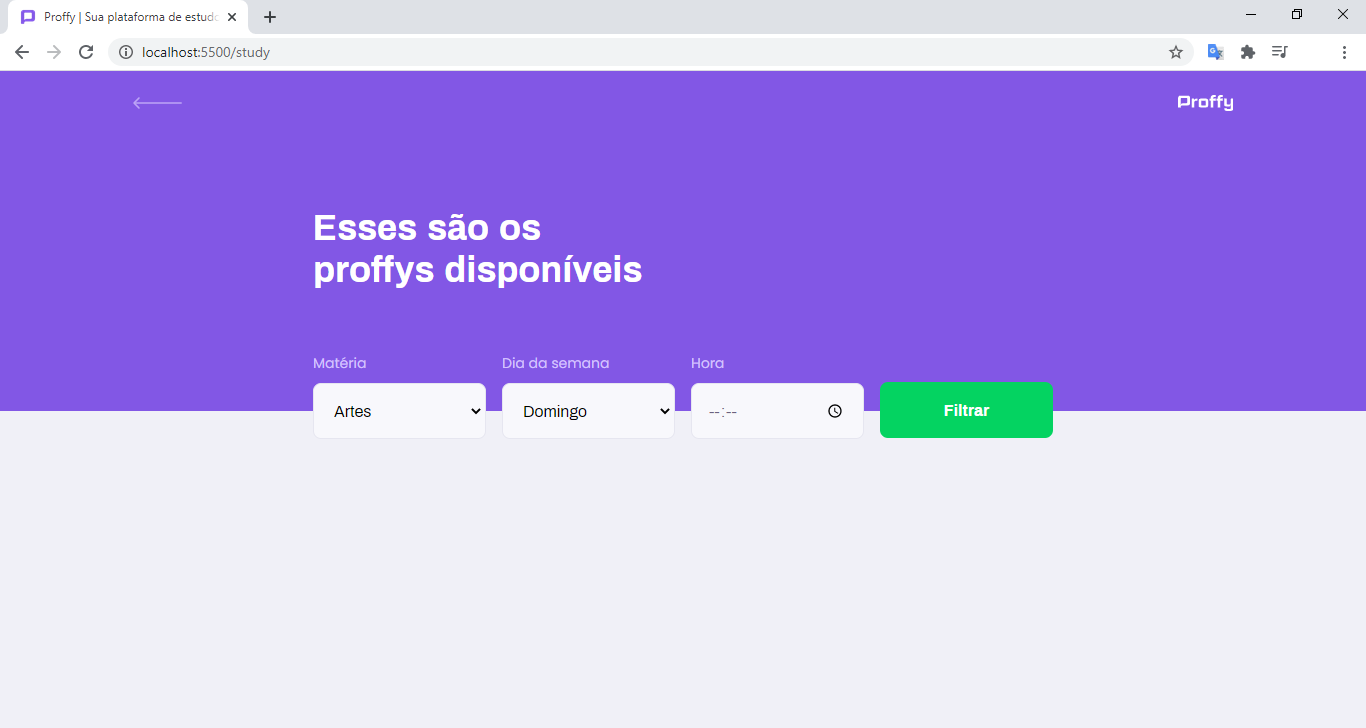 Proffy | Sua plataforma de estud
localhost:5500/study
Proffy
Esses são os
proffys disponíveis
Matéria Dia da semana Hora
Artes Domingo --:-- Filtrar